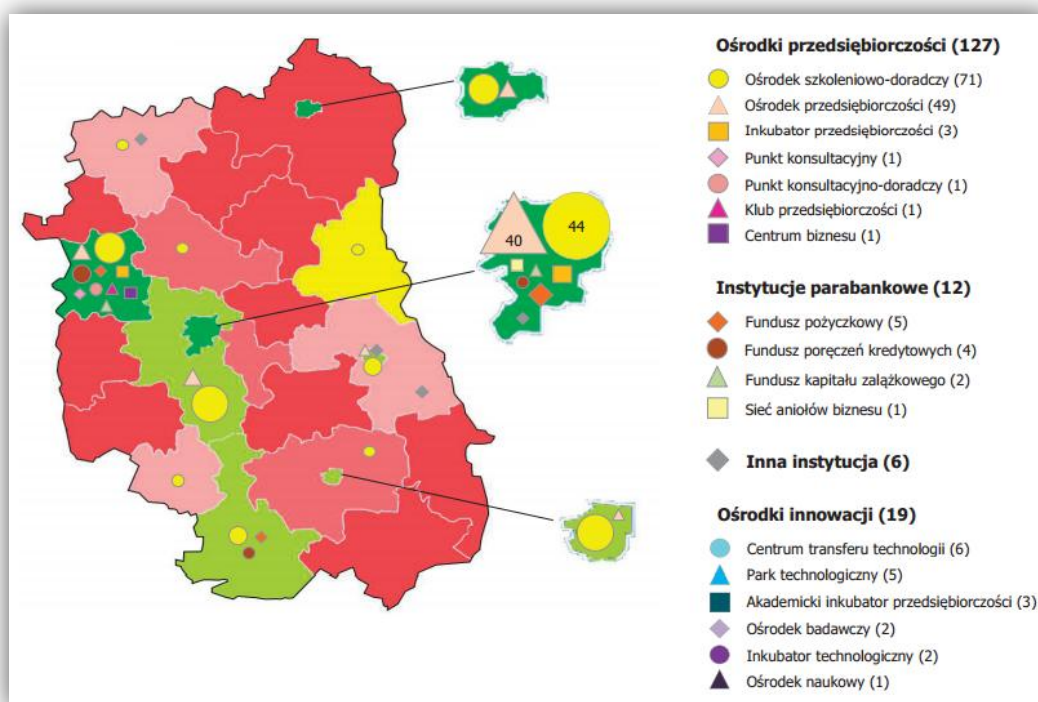 40
44
Ośrodki przedsiębiorczości (127)
Ośrodek szkoleniowo-doradczy (71)
Ośrodek przedsiębiorczości (49)
Inkubator przedsiębiorczości (3)
Punkt konsultacyjny (1)
Punkt konsultacyjno-doradczy (1)
Klub przedsiębiorczości (1)
Centrum biznesu (1)
Instytucje parabankowe (12)
Fundusz pożyczkowy (5)
Fundusz poręczeń kredytowych (4)
Fundusz kapitału zalążkowego (2)
Sieć aniołów biznesu (1)
Inna instytucja (6)
Ośrodki innowacji (19)
Centrum transferu technologii (6)
Park technologiczny (5)
Akademicki inkubator przedsiębiorczości (3)
Ośrodek badawczy (2)
Inkubator technologiczny (2)
Ośrodek naukowy (1)